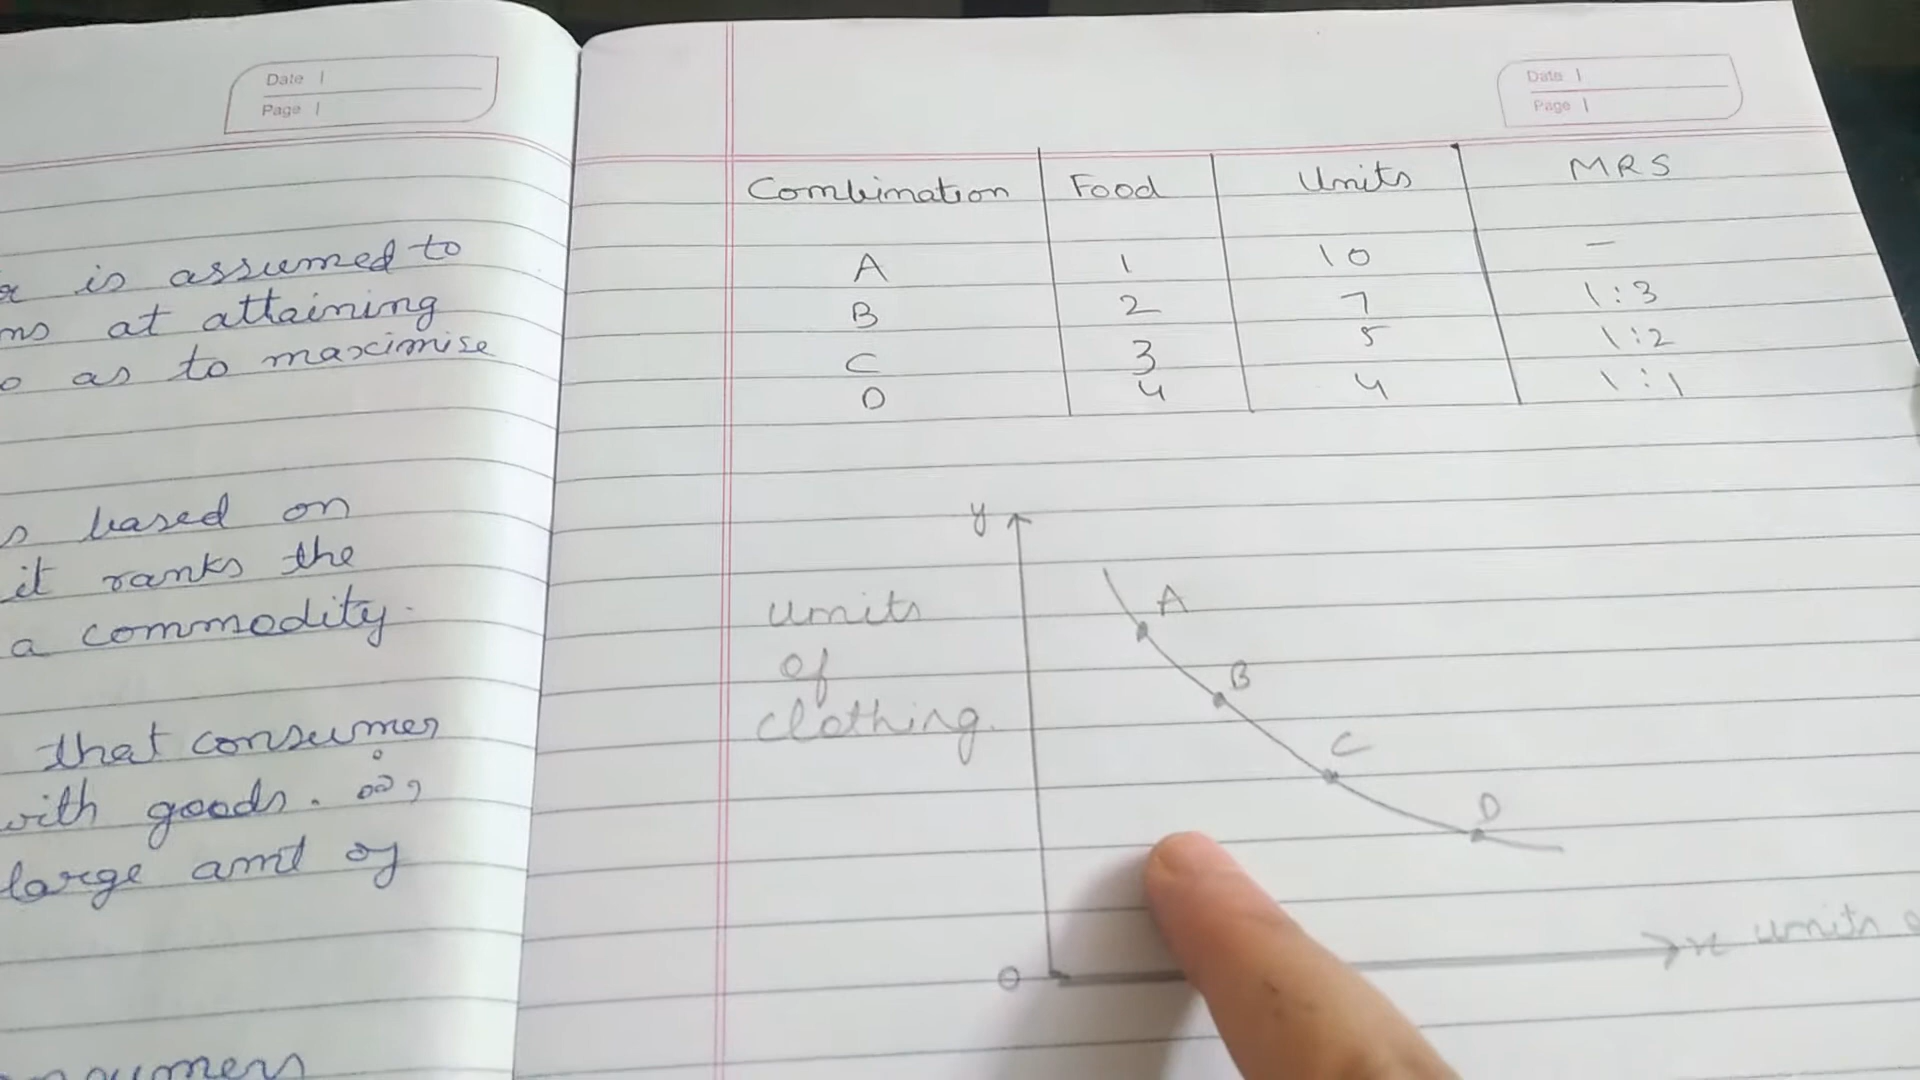 Date
Page
is assumed to
at attaining
as to maximise
based on
it ranks the
a commodity.
that consumer
with goods. ∞,
large amt of
Date
Page
Combination Food Units MRS
A 1 10 —
B 2 7 1:3
C 3 5 1:2
D 4 4 1:1
y
units
of
clothing.
A
B
C
D
O
x units